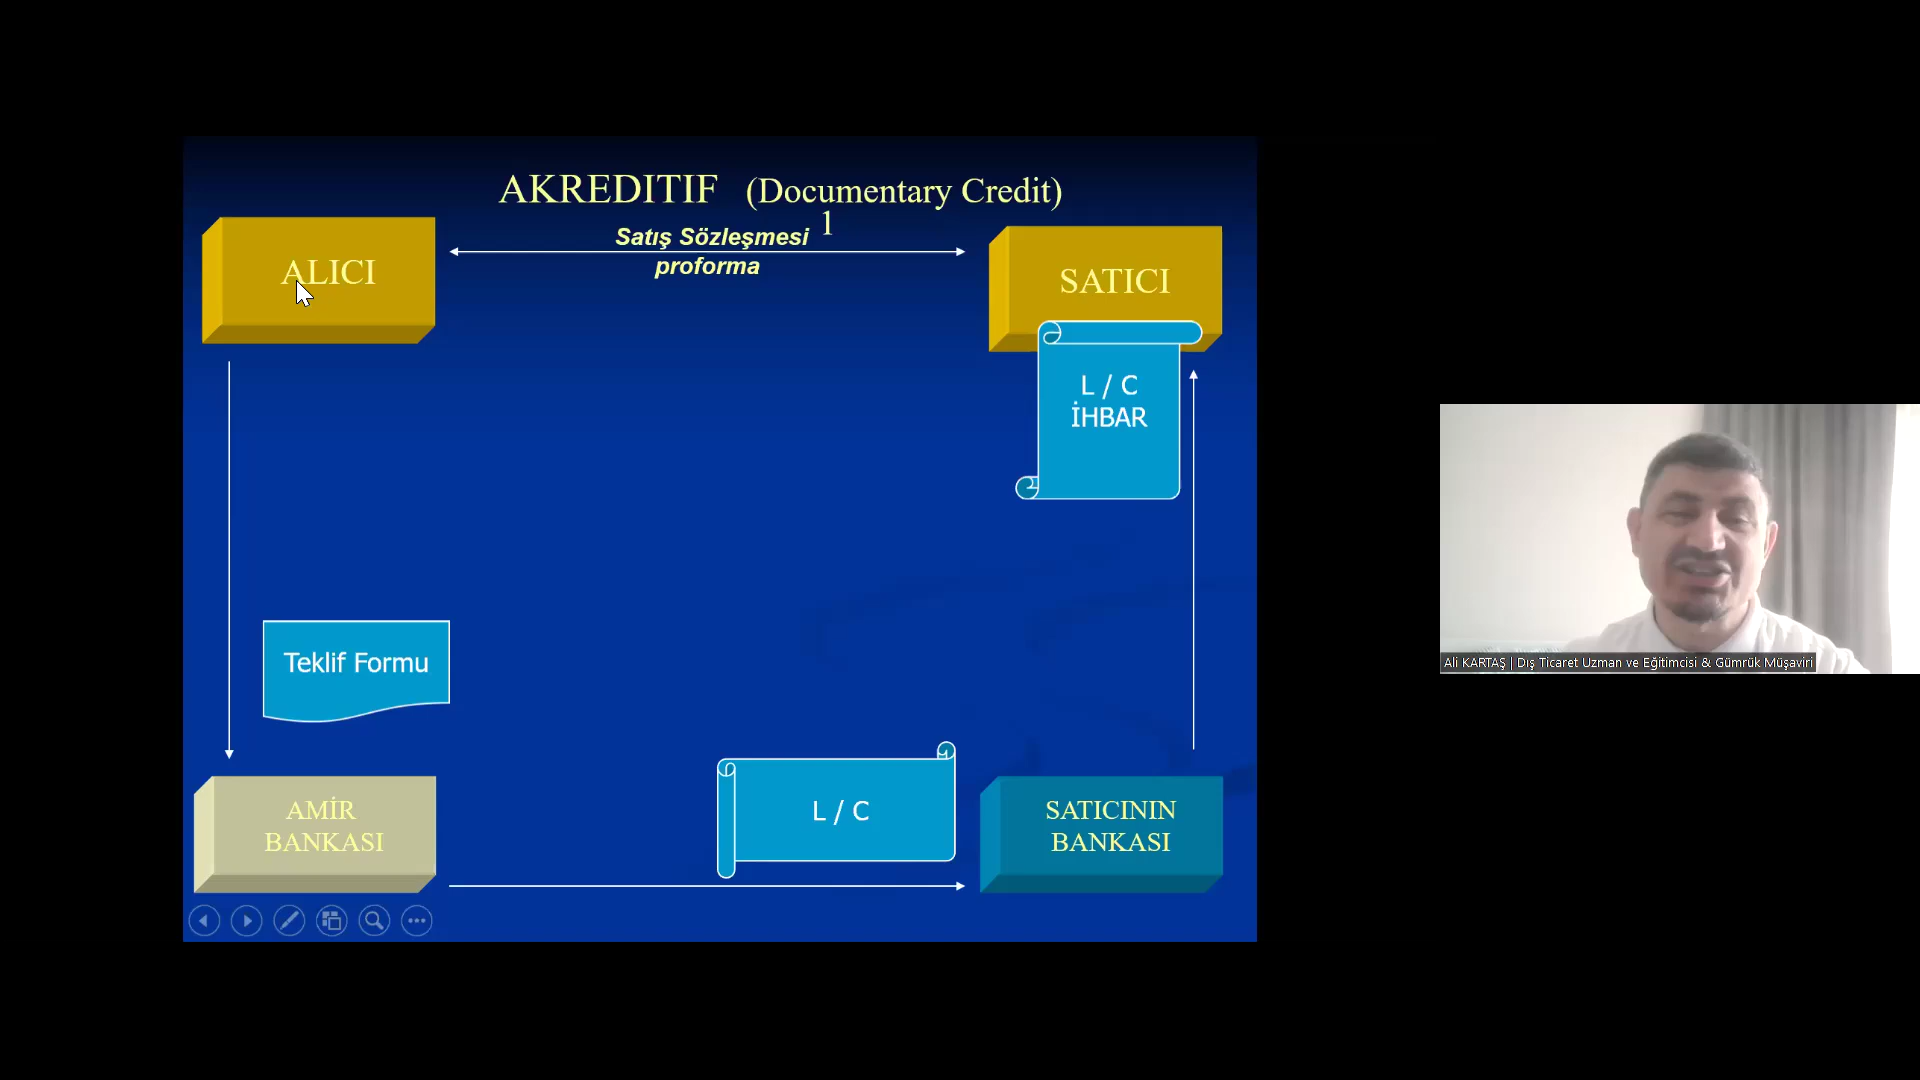 AKREDITIF (Documentary Credit)
1
Satış Sözleşmesi
proforma
ALICI
SATICI
L / C
İHBAR
Teklif Formu
AMİR
BANKASI
L / C
SATICININ
BANKASI
Ali KARTAŞ | Dış Ticaret Uzman ve Eğitimcisi & Gümrük Müşaviri